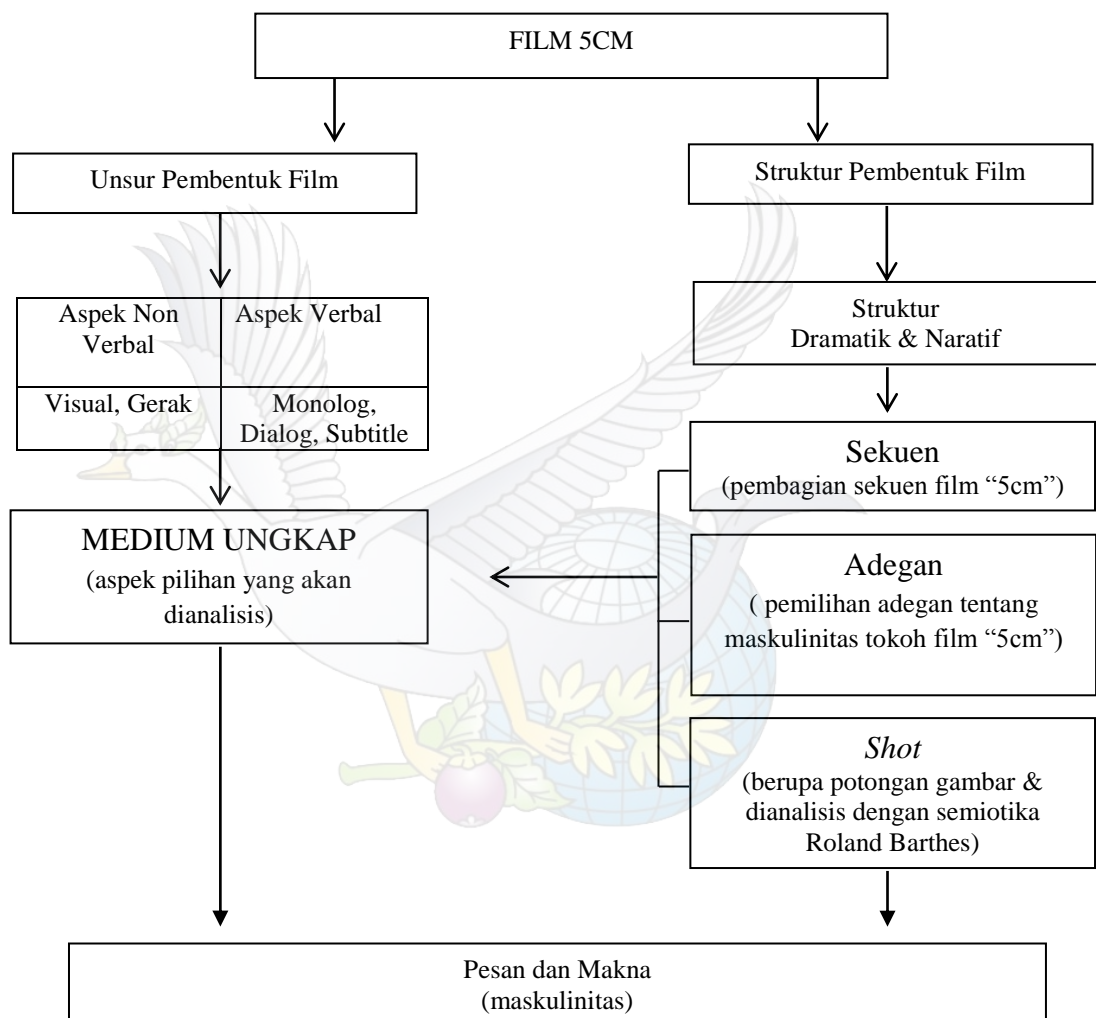 FILM 5CM
Unsur Pembentuk Film
Struktur Pembentuk Film
Aspek Non
Verbal
Aspek Verbal
Visual, Gerak
Monolog,
Dialog, Subtitle
MEDIUM UNGKAP
(aspek pilihan yang akan
dianalisis)
Struktur
Dramatik & Naratif
Sekuen
(pembagian sekuen film “5cm”)
Adegan
( pemilihan adegan tentang
maskulinitas tokoh film “5cm”)
Shot
(berupa potongan gambar &
dianalisis dengan semiotika
Roland Barthes)
Pesan dan Makna
(maskulinitas)